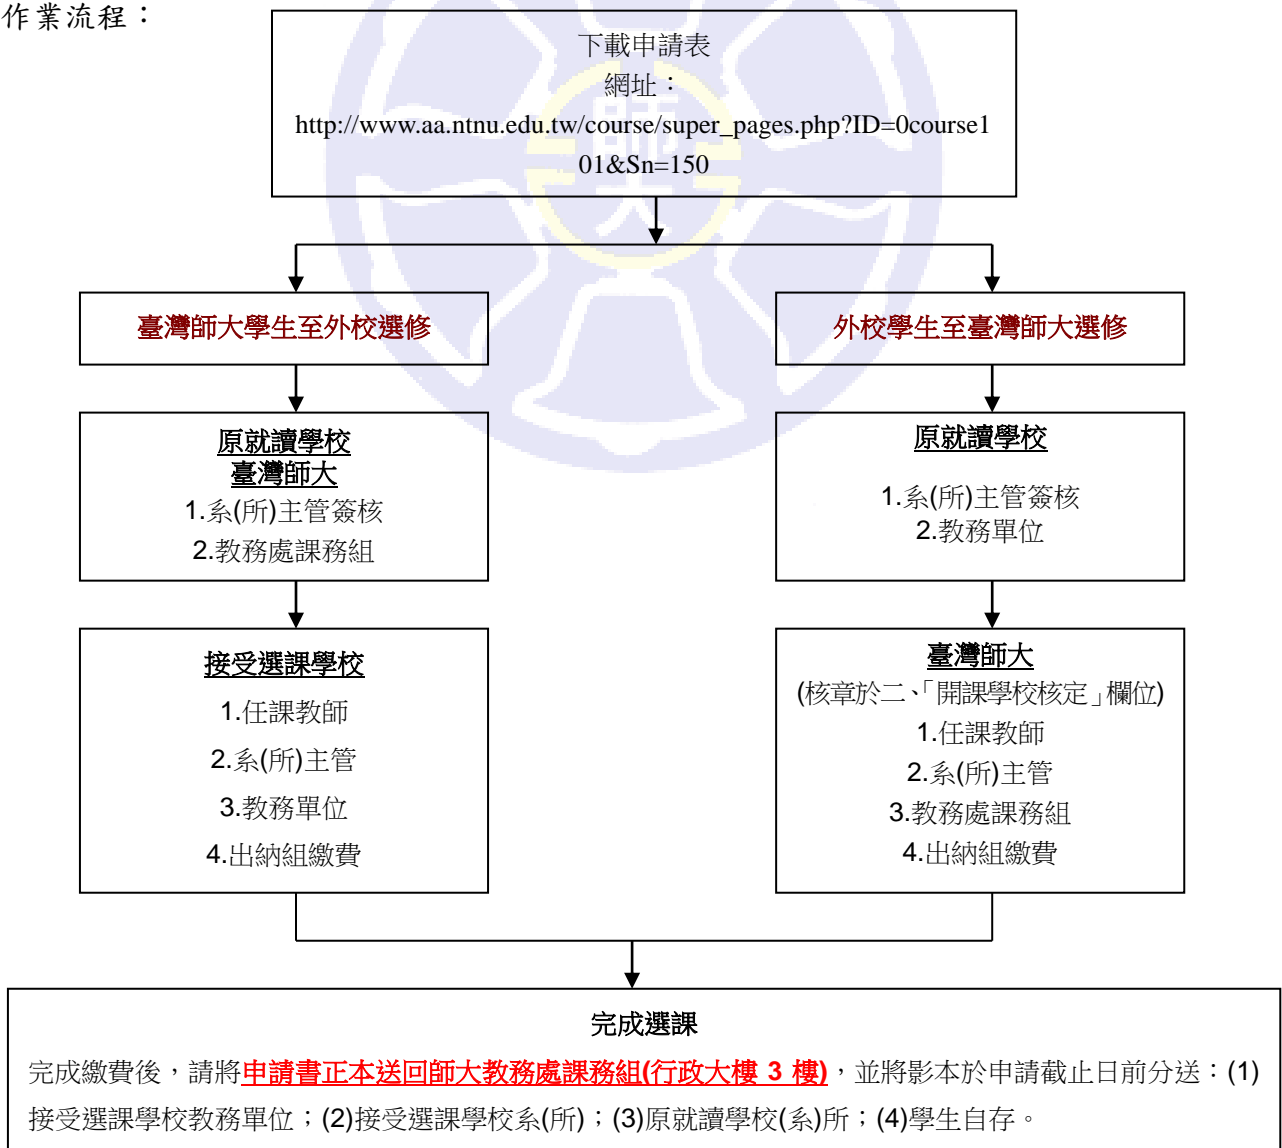 作業流程：
下載申請表
網址：
http://www.aa.ntnu.edu.tw/course/super_pages.php?ID=0course1
01&Sn=150
師大
臺灣師大學生至外校選修
外校學生至臺灣師大選修
原就讀學校
臺灣師大
1.系(所)主管簽核
2.教務處課務組
原就讀學校
1.系(所)主管簽核
2.教務單位
接受選課學校
1.任課教師
2.系(所)主管
3.教務單位
4.出納組繳費
臺灣師大
(核章於二、「開課學校核定」欄位)
1.任課教師
2.系(所)主管
3.教務處課務組
4.出納組繳費
完成選課
完成繳費後，請將申請書正本送回師大教務處課務組(行政大樓 3 樓)，並將影本於申請截止日前分送：(1)
接受選課學校教務單位；(2)接受選課學校系(所)；(3)原就讀學校(系)所；(4)學生自存。